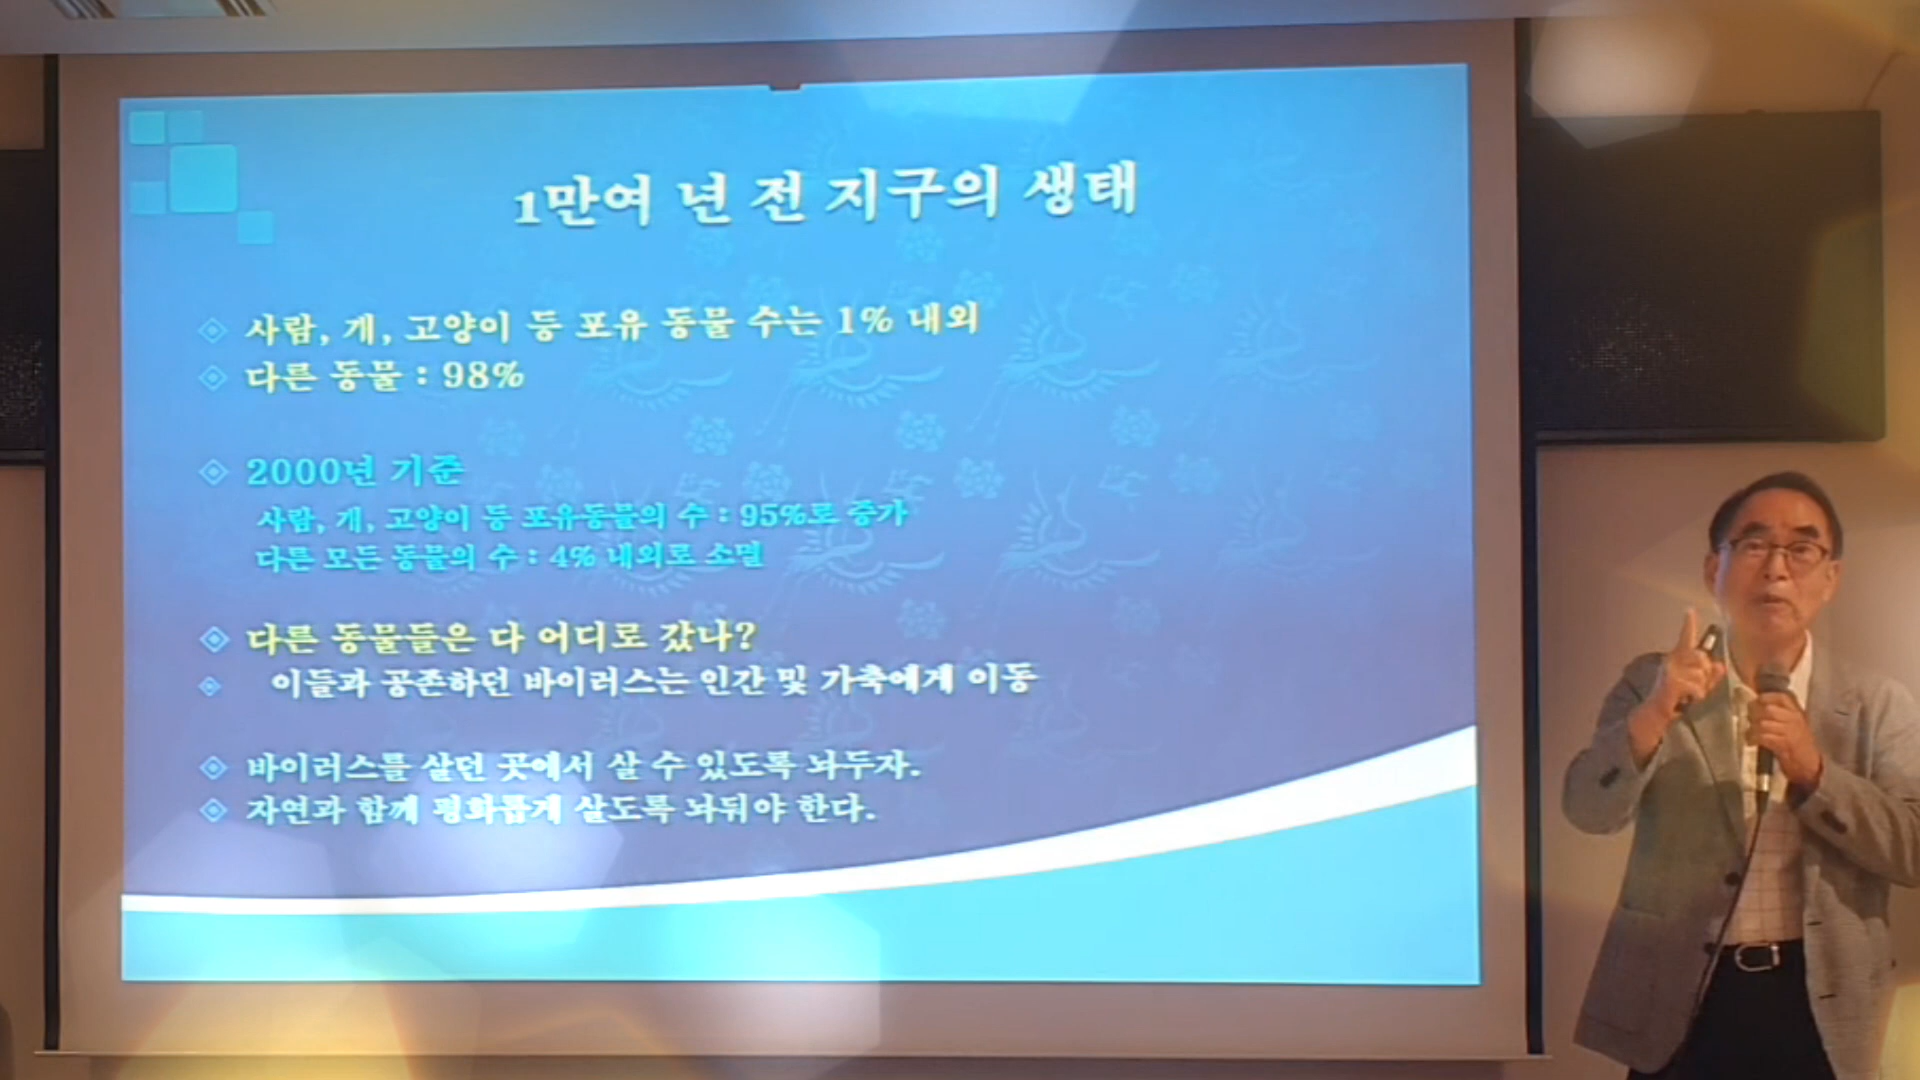 1만여 년 전 지구의 생태
사람, 개, 고양이 등 포유 동물 수는 1% 내외
다른 동물 : 98%
2000년 기준
사람, 개, 고양이 등 포유동물의 수 : 95%로 증가
다른 모든 동물의 수 : 4% 내외로 소멸
다른 동물들은 다 어디로 갔나?
이들과 공존하던 바이러스는 인간 및 가축에게 이동
바이러스를 살던 곳에서 살 수 있도록 놔두자.
자연과 함께 평화롭게 살도록 놔둬야 한다.